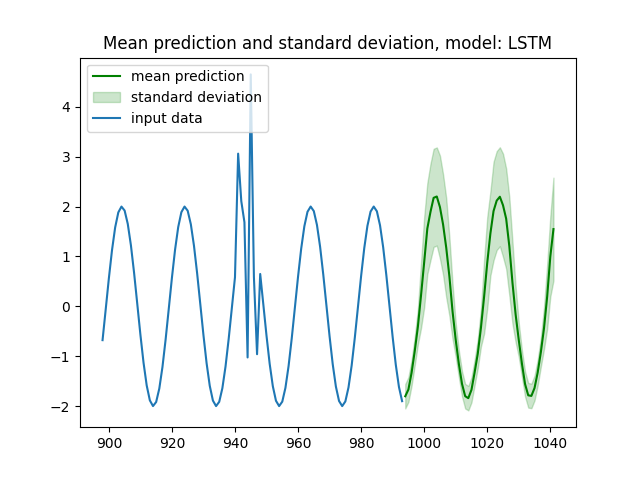 Mean prediction and standard deviation, model: LSTM
mean prediction
standard deviation
input data
4
3
2
1
0
−1
−2
900 920 940 960 980 1000 1020 1040